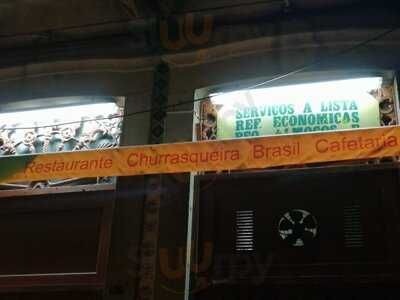 SERVIÇOS A LISTA
REF. ECONOMICAS
Restaurante Churrasqueira Brasil Cafetaria